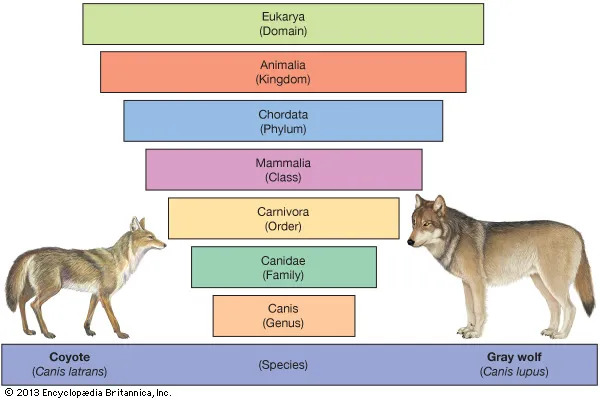 Eukarya
(Domain)
Animalia
(Kingdom)
Chordata
(Phylum)
Mammalia
(Class)
Carnivora
(Order)
Canidae
(Family)
Canis
(Genus)
Coyote
(Canis latrans)
(Species)
Gray wolf
(Canis lupus)
© 2013 Encyclopædia Britannica, Inc.